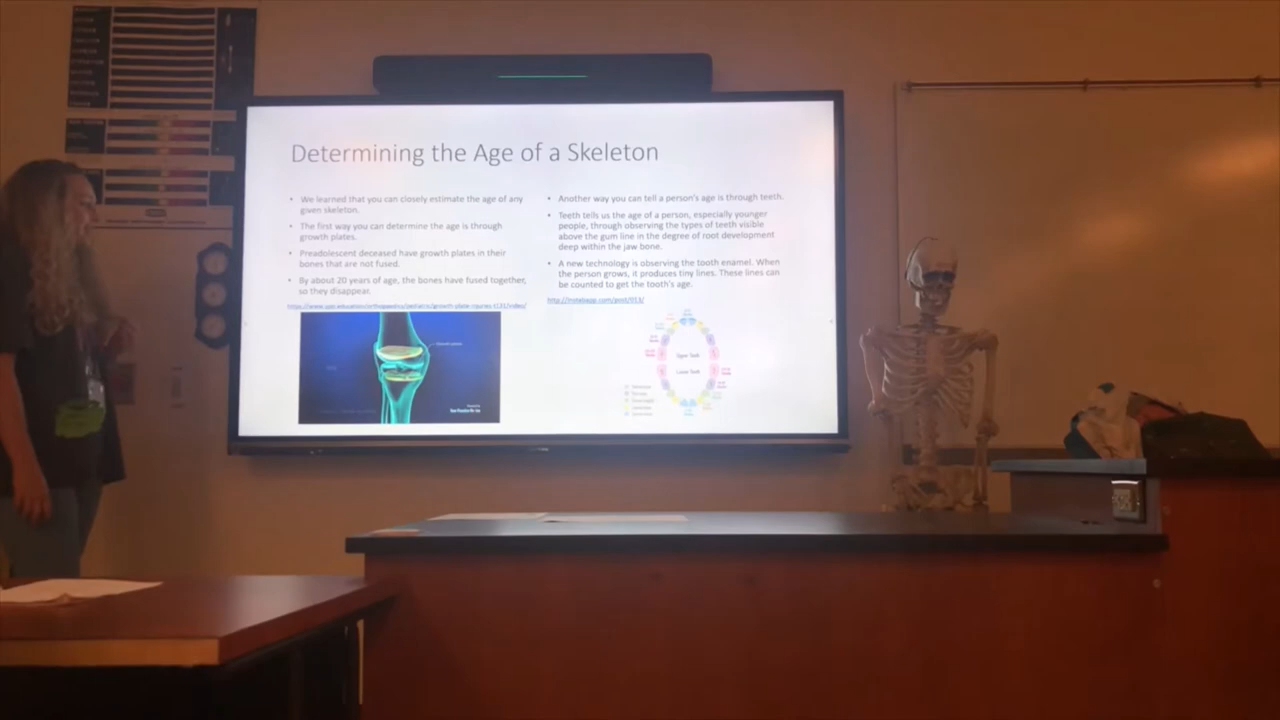 Determining the Age of a Skeleton
• We learned that you can closely estimate the age of any
given skeleton.
• The first way you can determine the age is through
growth plates.
• Preadolescent deceased have growth plates in their
bones that are not fused.
• By about 20 years of age, the bones have fused together,
so they disappear.
• Another way you can tell a person's age is through teeth.
• Teeth tells us the age of a person, especially younger
people, through observing the types of teeth visible
above the gum line in the degree of root development
deep within the jaw bone.
• A new technology is observing the tooth enamel. When
the person grows, it produces tiny lines. These lines can
be counted to get the tooth's age.
Upper Teeth
Lower Teeth